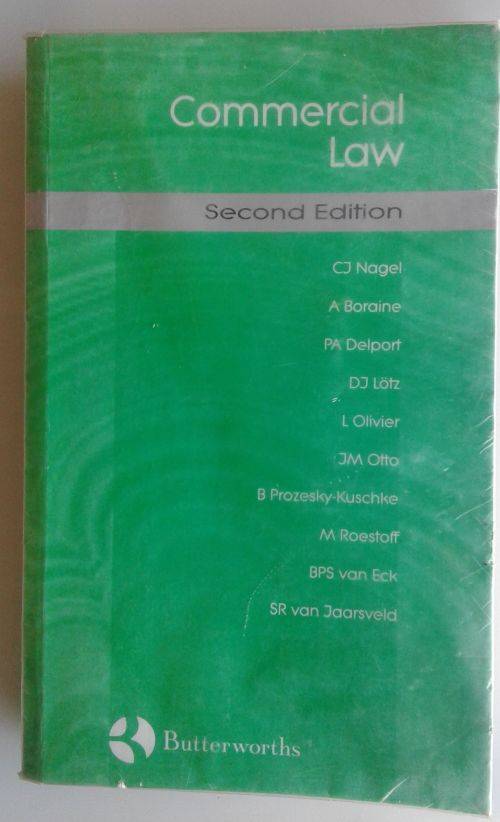 Commercial
Law
Second Edition
CJ Nagel
A Boraine
PA Delport
DJ Lötz
L Olivier
JM Otto
B Prozesky-Kuschke
M Roestoff
BPS van Eck
SR van Jaarsveld
Butterworths